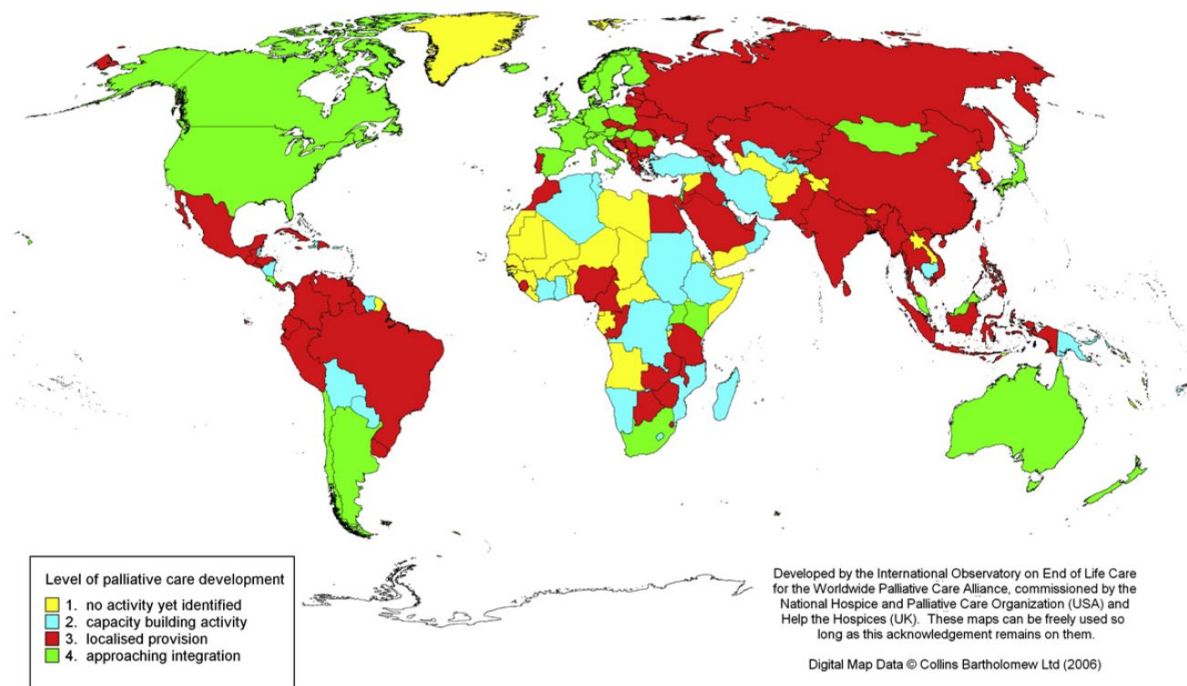 Level of palliative care development
1. no activity yet identified
2. capacity building activity
3. localised provision
4. approaching integration
Developed by the International Observatory on End of Life Care
for the Worldwide Palliative Care Alliance, commissioned by the
National Hospice and Palliative Care Organization (USA) and
Help the Hospices (UK). These maps can be freely used so
long as this acknowledgement remains on them.
Digital Map Data © Collins Bartholomew Ltd (2006)